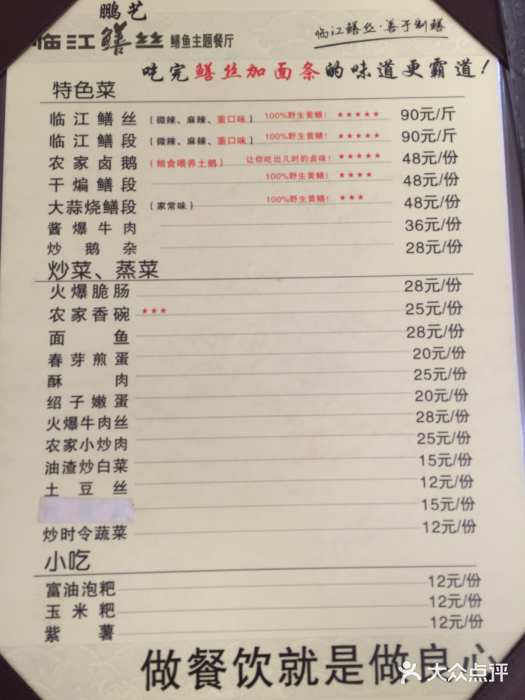 鹏艺
临江鳝丝 鳝鱼主题餐厅
临江鳝丝·善于制鳝
吃完鳝丝加面条的味道更霸道!
特色菜
临江鳝丝 (微辣、麻辣、重口味) 100%野生黄鳝! ★★★★★ 90元/斤
临江鳝段 (微辣、麻辣、重口味) 100%野生黄鳝! ★★★★★ 90元/斤
农家卤鹅 (粮食喂养土鹅) 让你吃出儿时的卤味! ★★★★★ 48元/份
干煸鳝段 100%野生黄鳝! ★★★★ 48元/份
大蒜烧鳝段 (家常味) 100%野生黄鳝! ★★★★ 48元/份
酱爆牛肉 36元/份
炒鹅杂 28元/份
炒菜、蒸菜
火爆脆肠 28元/份
农家香碗 ★★★ 25元/份
面鱼 28元/份
春芽煎蛋 20元/份
酥肉 25元/份
绍子嫩蛋 20元/份
火爆牛肉丝 28元/份
农家小炒肉 25元/份
油渣炒白菜 15元/份
土豆丝 12元/份
15元/份
炒时令蔬菜 12元/份
小吃
富油泡粑 12元/份
玉米粑 12元/份
紫薯 12元/份
做餐饮就是做良心
大众点评